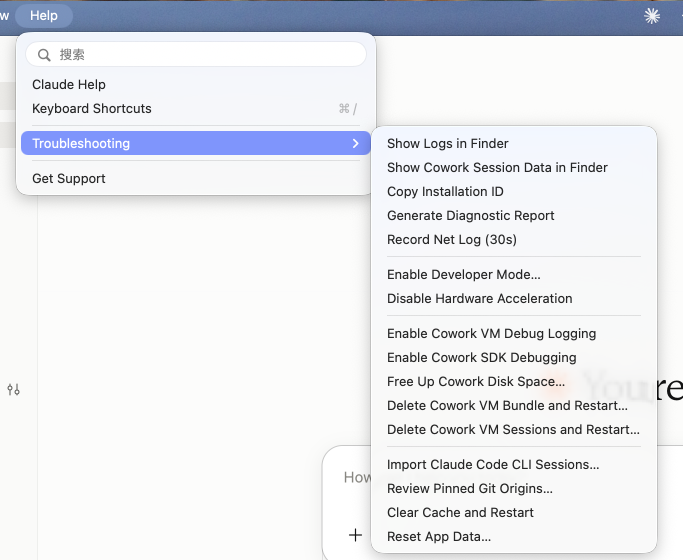 Help
搜索
Claude Help
Keyboard Shortcuts ⌘ /
Troubleshooting
Get Support
Show Logs in Finder
Show Cowork Session Data in Finder
Copy Installation ID
Generate Diagnostic Report
Record Net Log (30s)
Enable Developer Mode...
Disable Hardware Acceleration
Enable Cowork VM Debug Logging
Enable Cowork SDK Debugging
Free Up Cowork Disk Space...
Delete Cowork VM Bundle and Restart...
Delete Cowork VM Sessions and Restart...
Import Claude Code CLI Sessions...
Review Pinned Git Origins...
Clear Cache and Restart
Reset App Data...
How